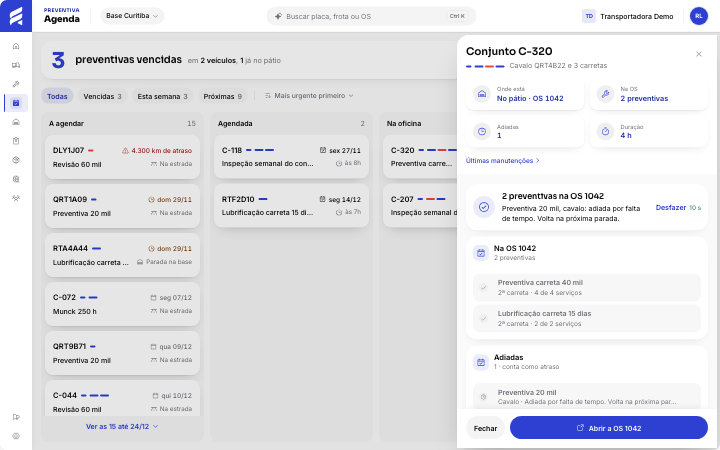 PREVENTIVA
Agenda
Base Curitiba
Buscar placa, frota ou OS
Ctrl K
TD
Transportadora Demo
RL
3 preventivas vencidas
em 2 veículos, 1 já no pátio
Todas
Vencidas 3
Esta semana 3
Próximas 9
Mais urgente primeiro
A agendar 15
DLY1J07
4.300 km de atraso
Revisão 60 mil
Na estrada
QRT1A09
dom 29/11
Preventiva 20 mil
Na estrada
RTA4A44
dom 29/11
Lubrificação carreta ...
Parada na base
C-072
seg 07/12
Munck 250 h
Na estrada
QRT9B71
qua 09/12
Preventiva 20 mil
Na estrada
C-044
qui 10/12
Revisão 60 mil
Na estrada
Ver as 15 até 24/12
Agendada 2
C-118
sex 27/11
Inspeção semanal do con...
às 8h
RTF2D10
seg 14/12
Lubrificação carreta 15 di...
às 7h
Na oficina
C-320
Preventiva carre...
C-207
Inspeção semanal d
Conjunto C-320
Cavalo QRT4B22 e 3 carretas
Onde está
No pátio · OS 1042
Na OS
2 preventivas
Adiadas
1
Duração
4 h
Últimas manutenções
2 preventivas na OS 1042
Preventiva 20 mil, cavalo: adiada por falta
de tempo. Volta na próxima parada.
Desfazer 10 s
Na OS 1042
2 preventivas
Preventiva carreta 40 mil
2ª carreta · 4 de 4 serviços
Lubrificação carreta 15 dias
2ª carreta · 2 de 2 serviços
Adiadas
1 · conta como atraso
Preventiva 20 mil
Cavalo · Adiada por falta de tempo. Volta na próxima par...
Fechar
Abrir a OS 1042